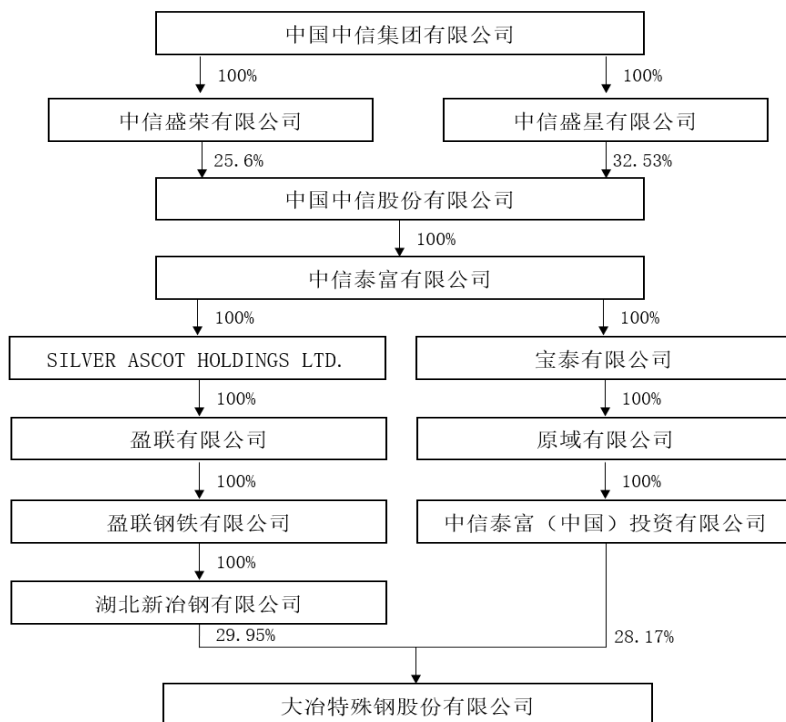 中国中信集团有限公司
100%
100%
中信盛荣有限公司
中信盛星有限公司
25.6%
32.53%
中国中信股份有限公司
100%
中信泰富有限公司
100%
100%
SILVER ASCOT HOLDINGS LTD.
宝泰有限公司
100%
100%
盈联有限公司
原域有限公司
100%
100%
盈联钢铁有限公司
中信泰富（中国）投资有限公司
100%
湖北新冶钢有限公司
29.95%
28.17%
大冶特殊钢股份有限公司